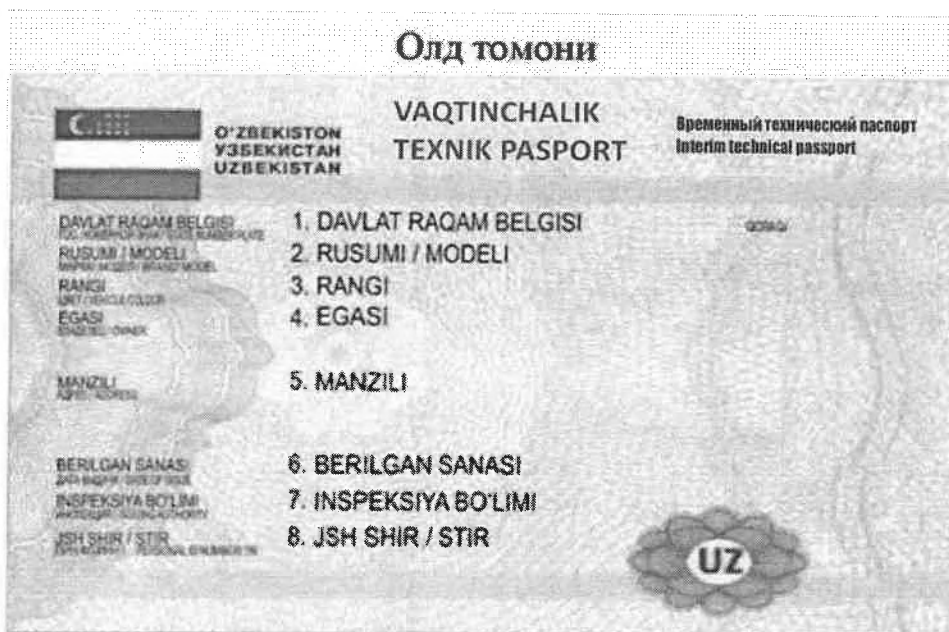 Олд томони
VAQTINCHALIK
TEXNIK PASPORT
Временный технический паспорт
Interim technical passport
O'ZBEKISTON
УЗБЕКИСТАН
UZBEKISTAN
DAVLAT RAQAM BELGISI
1. DAVLAT RAQAM BELGISI
RUSUMI / MODELI
2. RUSUMI / MODELI
RANGI
3. RANGI
EGASI
4. EGASI
MANZILI
5. MANZILI
BERILGAN SANASI
6. BERILGAN SANASI
INSPEKSIYA BO'LIMI
7. INSPEKSIYA BO'LIMI
JSH SHIR / STIR
8. JSH SHIR / STIR
UZ